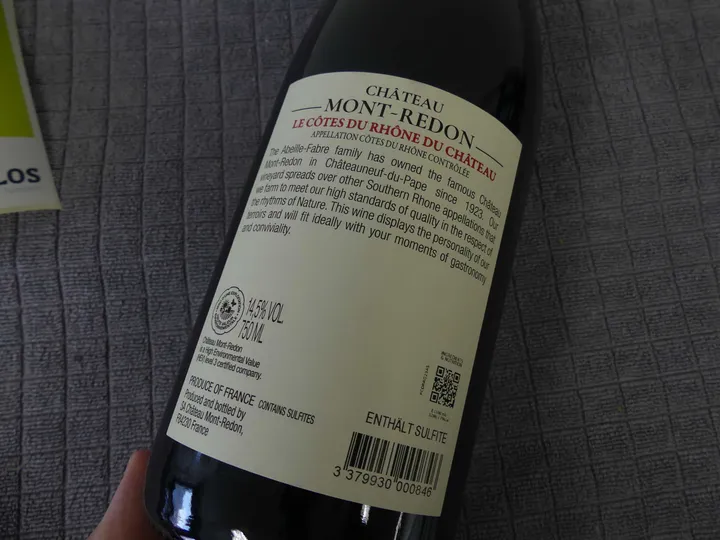 LOS
CHÂTEAU
MONT-REDON
LE CÔTES DU RHÔNE DU CHÂTEAU
APPELLATION CÔTES DU RHÔNE CONTRÔLÉE
The Abeille-Fabre family has owned the famous Château
Mont-Redon in Châteauneuf-du-Pape since 1923. Our
vineyard spreads over other Southern Rhone appellations that
we farm to meet our high standards of quality in the respect of
the rhythms of Nature. This wine displays the personality of our
terroirs and will fit ideally with your moments of gastronomy
and conviviality.
14,5% VOL.
750 ML
Château Mont-Redon
is a High Environmental Value
(HEV) level 3 certified company.
PRODUCE OF FRANCE CONTAINS SULFITES
Produced and bottled by
SA Château Mont-Redon,
FRANCE
ENTHÄLT SULFITE
3 379930 000846